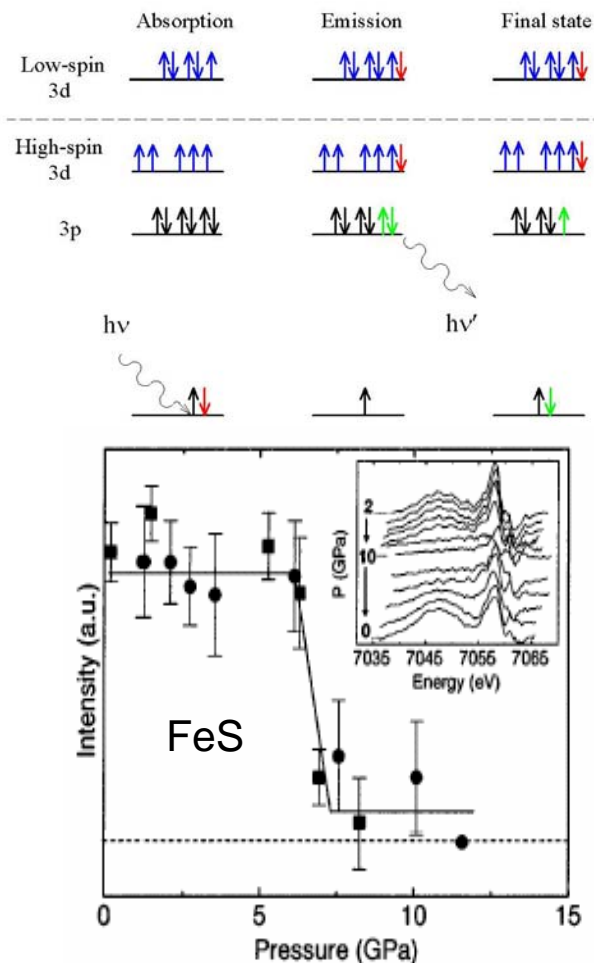 Absorption Emission Final state
Low-spin
3d
High-spin
3d
3p
hν
hν'
Intensity (a.u.)
FeS
P (GPa)
2
10
0
7035 7045 7055 7065
Energy (eV)
0 5 10 15
Pressure (GPa)